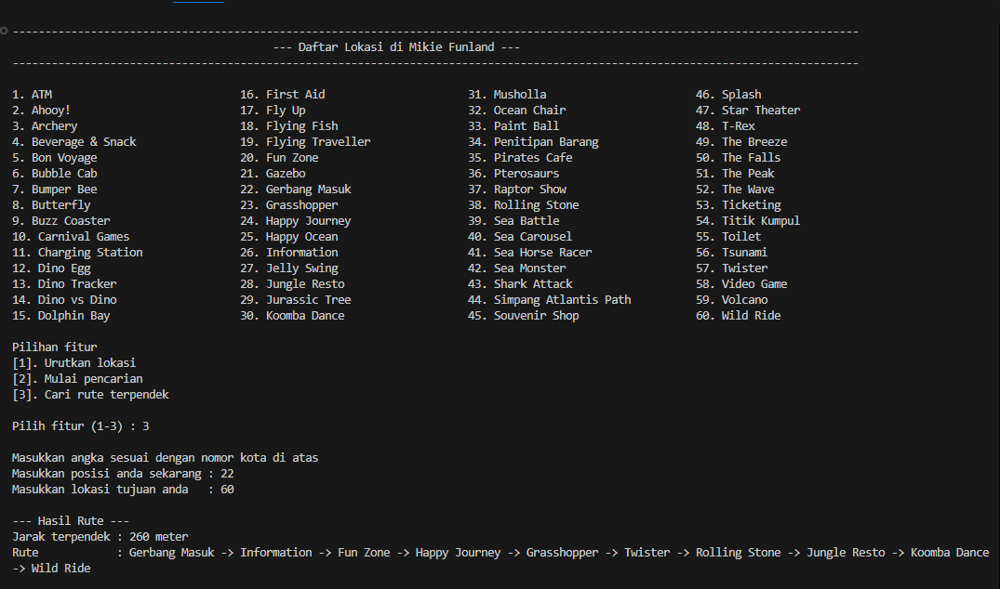 ----------------------------------------------------------------------------------------------------------------------------------
--- Daftar Lokasi di Mikie Funland ---
----------------------------------------------------------------------------------------------------------------------------------
1. ATM 16. First Aid 31. Musholla 46. Splash
2. Ahooy! 17. Fly Up 32. Ocean Chair 47. Star Theater
3. Archery 18. Flying Fish 33. Paint Ball 48. T-Rex
4. Beverage & Snack 19. Flying Traveller 34. Penitipan Barang 49. The Breeze
5. Bon Voyage 20. Fun Zone 35. Pirates Cafe 50. The Falls
6. Bubble Cab 21. Gazebo 36. Pterosaurs 51. The Peak
7. Bumper Bee 22. Gerbang Masuk 37. Raptor Show 52. The Wave
8. Butterfly 23. Grasshopper 38. Rolling Stone 53. Ticketing
9. Buzz Coaster 24. Happy Journey 39. Sea Battle 54. Titik Kumpul
10. Carnival Games 25. Happy Ocean 40. Sea Carousel 55. Toilet
11. Charging Station 26. Information 41. Sea Horse Racer 56. Tsunami
12. Dino Egg 27. Jelly Swing 42. Sea Monster 57. Twister
13. Dino Tracker 28. Jungle Resto 43. Shark Attack 58. Video Game
14. Dino vs Dino 29. Jurassic Tree 44. Simpang Atlantis Path 59. Volcano
15. Dolphin Bay 30. Koomba Dance 45. Souvenir Shop 60. Wild Ride
Pilihan fitur
[1]. Urutkan lokasi
[2]. Mulai pencarian
[3]. Cari rute terpendek
Pilih fitur (1-3) : 3
Masukkan angka sesuai dengan nomor kota di atas
Masukkan posisi anda sekarang : 22
Masukkan lokasi tujuan anda   : 60
--- Hasil Rute ---
Jarak terpendek : 260 meter
Rute            : Gerbang Masuk -> Information -> Fun Zone -> Happy Journey -> Grasshopper -> Twister -> Rolling Stone -> Jungle Resto -> Koomba Dance
-> Wild Ride